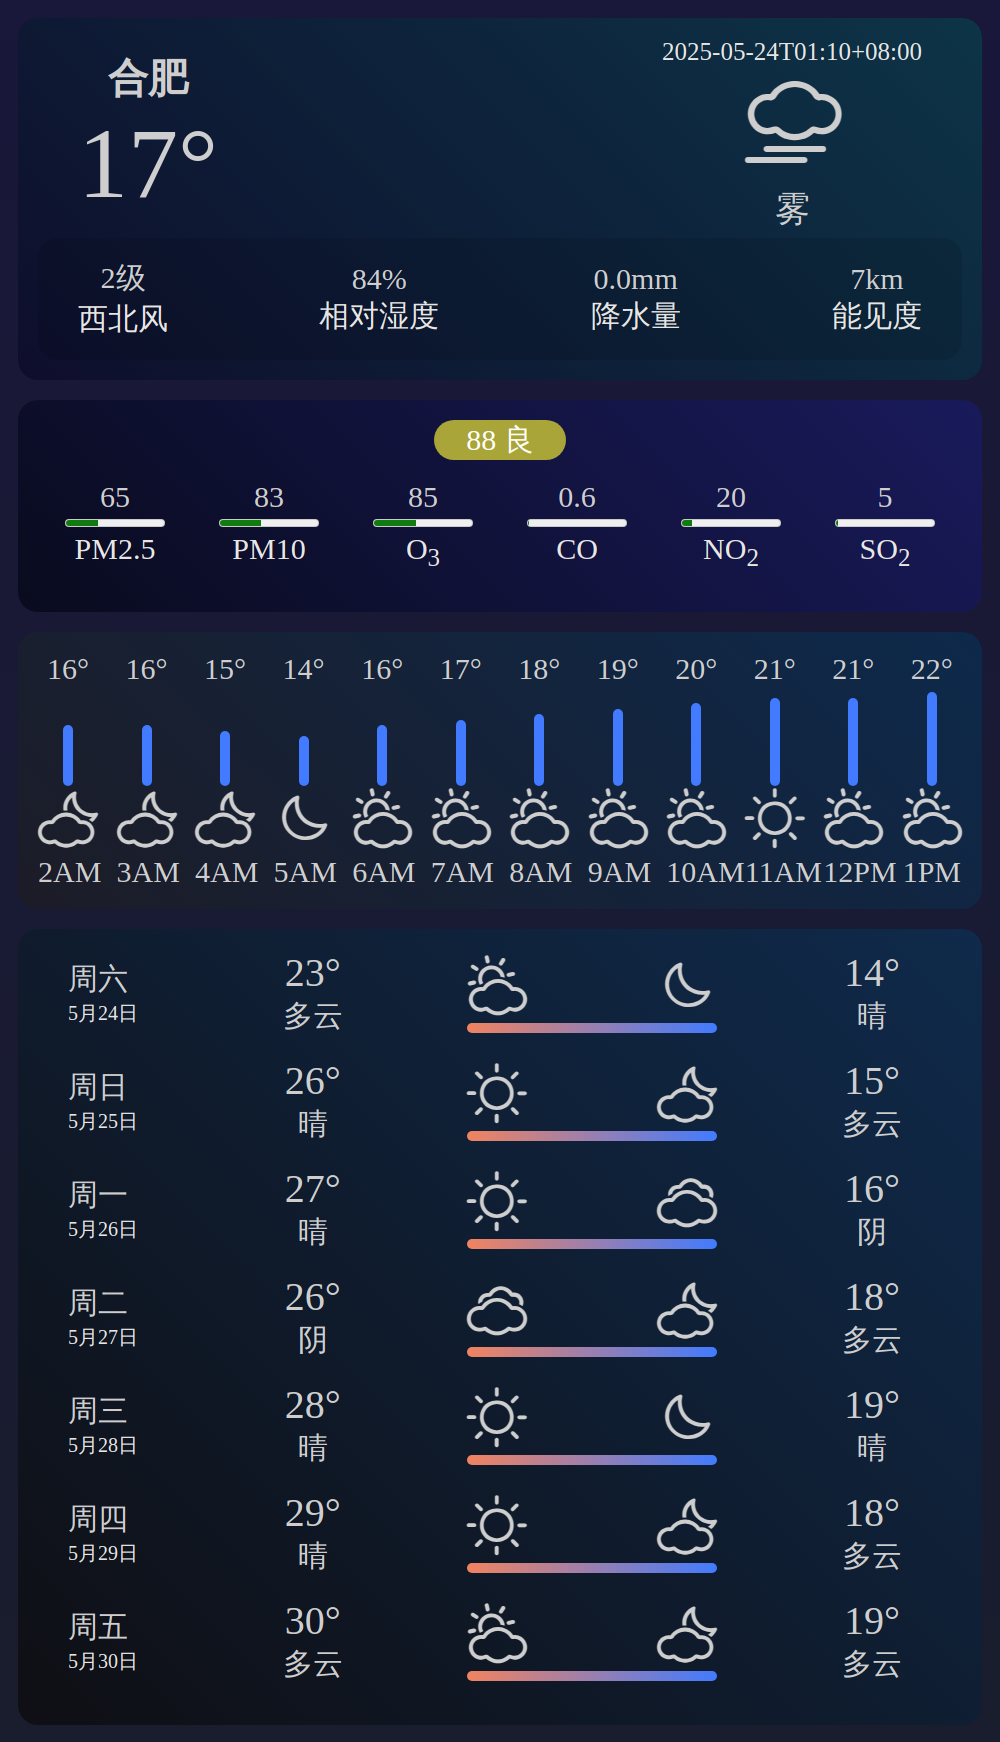 合肥
17°
2025-05-24T01:10+08:00
雾
2级 84% 0.0mm 7km
西北风 相对湿度 降水量 能见度
88 良
65 83 85 0.6 20 5
PM2.5 PM10 O3 CO NO2 SO2
16° 16° 15° 14° 16° 17° 18° 19° 20° 21° 21° 22°
2AM 3AM 4AM 5AM 6AM 7AM 8AM 9AM 10AM 11AM 12PM 1PM
周六 23° 14°
5月24日 多云 晴
周日 26° 15°
5月25日 晴 多云
周一 27° 16°
5月26日 晴 阴
周二 26° 18°
5月27日 阴 多云
周三 28° 19°
5月28日 晴 晴
周四 29° 18°
5月29日 晴 多云
周五 30° 19°
5月30日 多云 多云